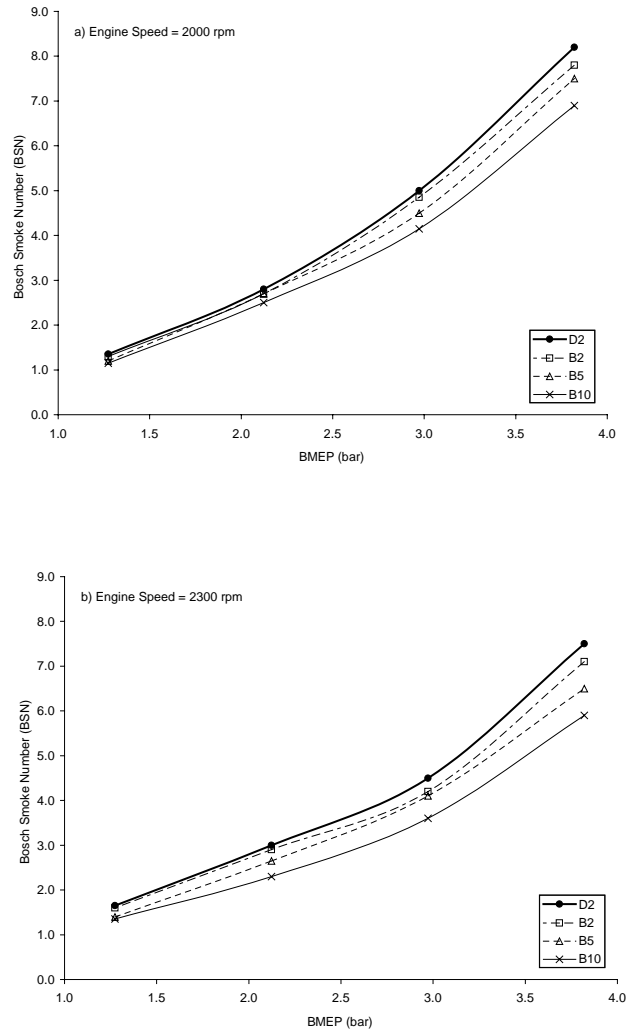 a) Engine Speed = 2000 rpm
Bosch Smoke Number (BSN)
9.0
8.0
7.0
6.0
5.0
4.0
3.0
2.0
1.0
0.0
1.0 1.5 2.0 2.5 3.0 3.5 4.0
BMEP (bar)
D2
B2
B5
B10
b) Engine Speed = 2300 rpm
Bosch Smoke Number (BSN)
9.0
8.0
7.0
6.0
5.0
4.0
3.0
2.0
1.0
0.0
1.0 1.5 2.0 2.5 3.0 3.5 4.0
BMEP (bar)
D2
B2
B5
B10